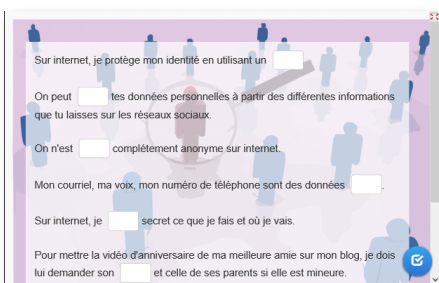 Sur internet, je protège mon identité en utilisant un
On peut tes données personnelles à partir des différentes informations
que tu laisses sur les réseaux sociaux.
On n'est complétement anonyme sur internet.
Mon courriel, ma voix, mon numéro de téléphone sont des données .
Sur internet, je secret ce que je fais et où je vais.
Pour mettre la vidéo d'anniversaire de ma meilleure amie sur mon blog, je dois
lui demander son et celle de ses parents si elle est mineure.